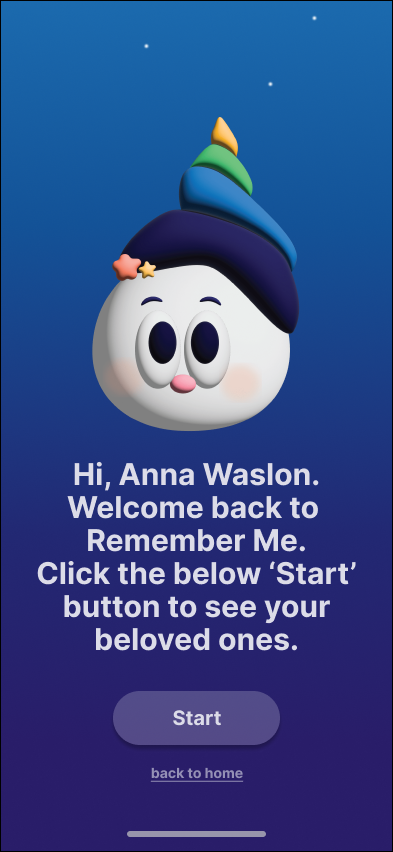 Hi, Anna Waslon.
Welcome back to
Remember Me.
Click the below ‘Start’
button to see your
beloved ones.
Start
back to home